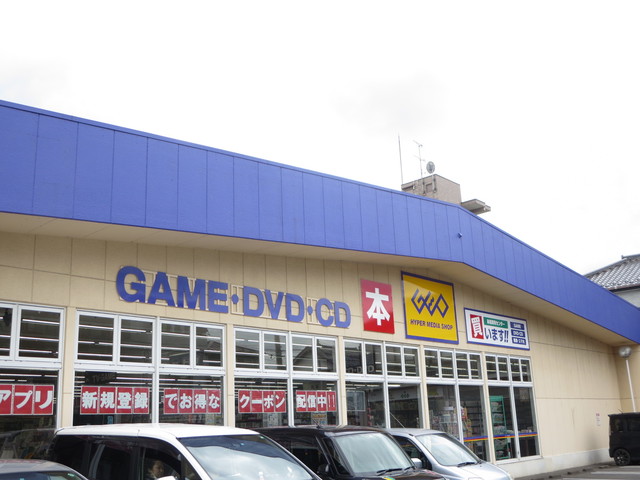 GAME・DVD・CD
本
GEO
HYPER MEDIA SHOP
買います!!
アプリ
新規登録
でお得な
クーポン
配信中!!